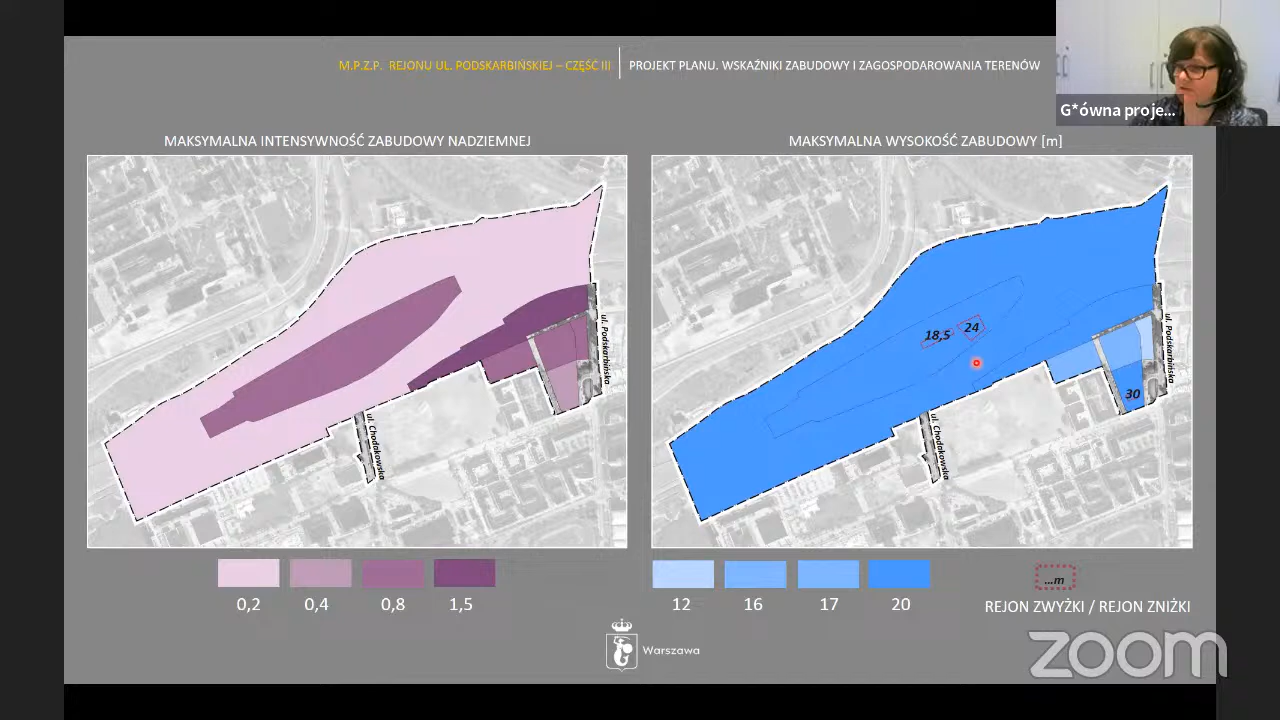 M.P.Z.P. REJONU UL. PODSKARBIŃSKIEJ – CZĘŚĆ III
PROJEKT PLANU. WSKAŹNIKI ZABUDOWY I ZAGOSPODAROWANIA TERENÓW
G*ówna proje...
MAKSYMALNA INTENSYWNOŚĆ ZABUDOWY NADZIEMNEJ
MAKSYMALNA WYSOKOŚĆ ZABUDOWY [m]
ul. Podskarbińska
ul. Chodakowska
18,5
24
30
ul. Podskarbińska
ul. Chodakowska
0,2
0,4
0,8
1,5
12
16
17
20
...m
REJON ZWYŻKI / REJON ZNIŻKI
Warszawa
zoom